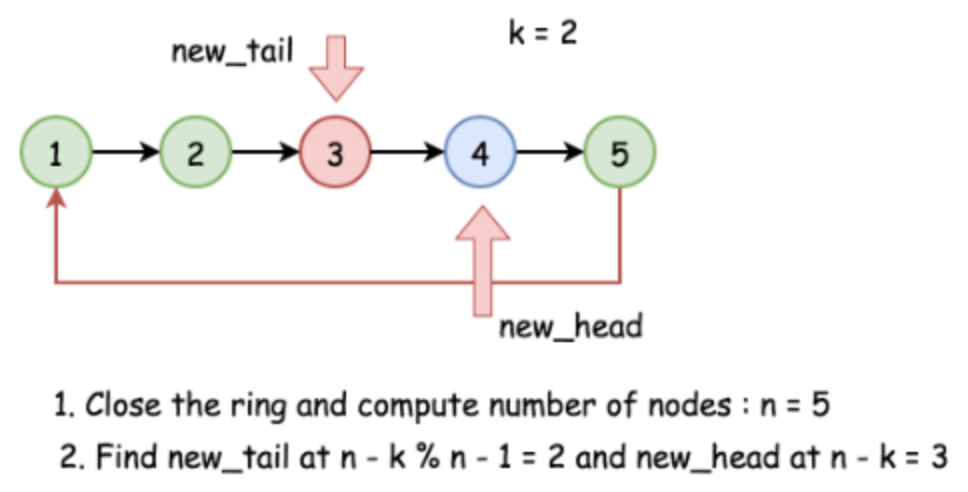 new_tail
k = 2
1
2
3
4
5
new_head
1. Close the ring and compute number of nodes : n = 5
2. Find new_tail at n - k % n - 1 = 2 and new_head at n - k = 3